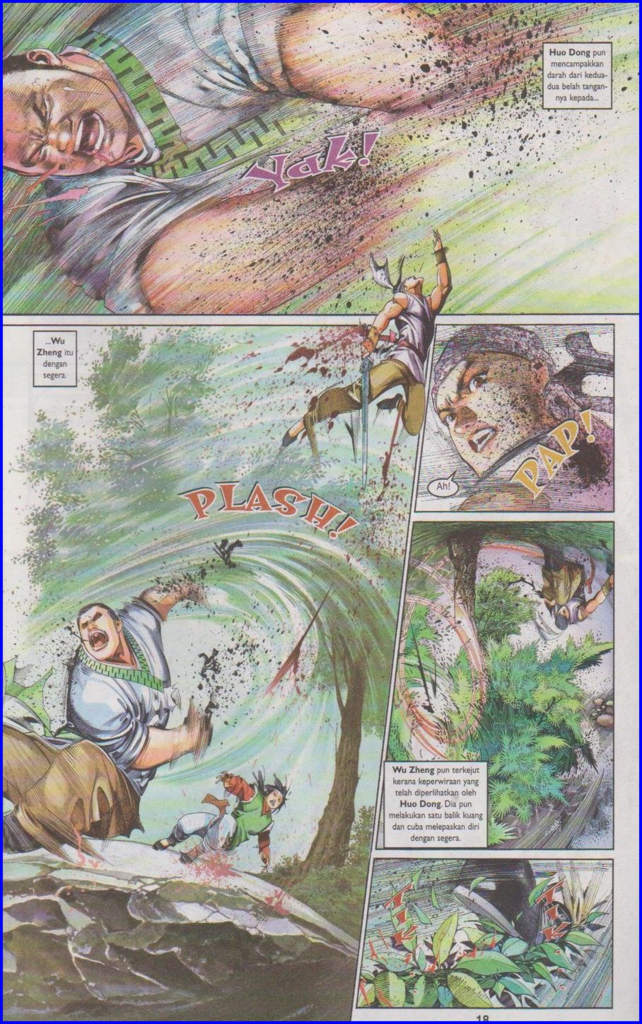 Huo Dong pun
mencampakkan
darah dari kedua-
dua belah tangan-
nya kepada...
Yak!
...Wu
Zheng itu
dengan
segera.
PLASH!
PAP!
Ah!
Wu Zheng pun terkejut
kerana keperwiraan yang
telah diperlihatkan oleh
Huo Dong. Dia pun
melakukan satu balik kuang
dan cuba melepaskan diri
dengan segera.
TIK
TIK
18